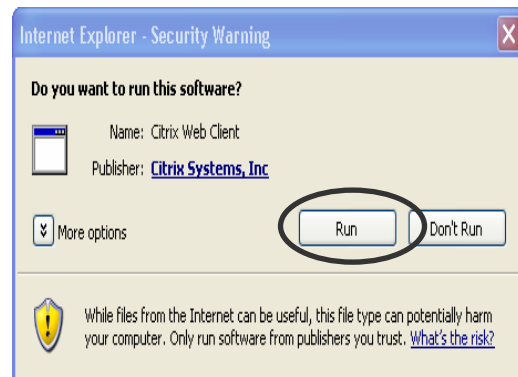 Internet Explorer - Security Warning
Do you want to run this software?
Name: Citrix Web Client
Publisher: Citrix Systems, Inc
More options
Run
Don't Run
While files from the Internet can be useful, this file type can potentially harm
your computer. Only run software from publishers you trust. What's the risk?